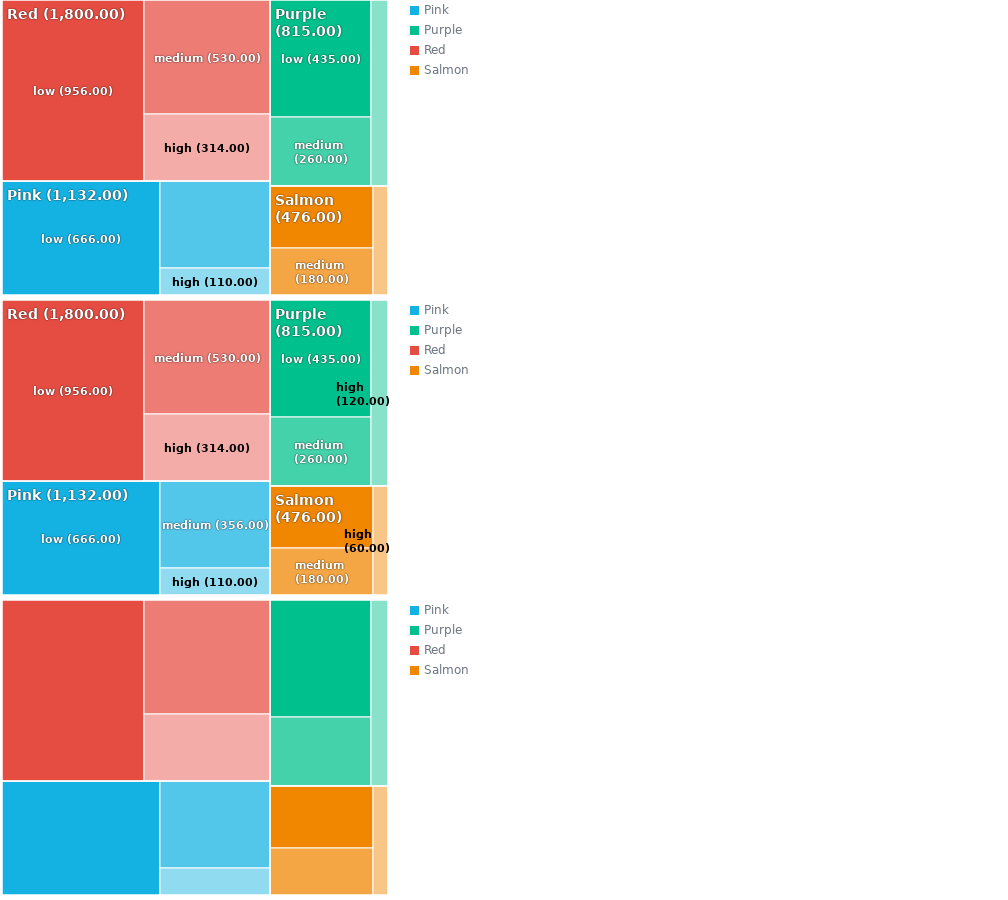 Red (1,800.00)
low (956.00)
medium (530.00)
high (314.00)
Purple
(815.00)
low (435.00)
medium
(260.00)
Pink (1,132.00)
low (666.00)
high (110.00)
Salmon
(476.00)
medium
(180.00)
Pink
Purple
Red
Salmon
Red (1,800.00)
low (956.00)
medium (530.00)
high (314.00)
Purple
(815.00)
low (435.00)
high
(120.00)
medium
(260.00)
Pink (1,132.00)
low (666.00)
medium (356.00)
high (110.00)
Salmon
(476.00)
high
(60.00)
medium
(180.00)
Pink
Purple
Red
Salmon
Pink
Purple
Red
Salmon